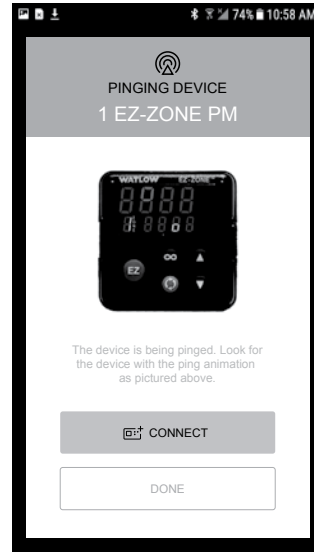 74% 10:58 AM
PINGING DEVICE
1 EZ-ZONE PM
WATLOW EZ-ZONE
EZ
The device is being pinged. Look for
the device with the ping animation
as pictured above.
CONNECT
DONE